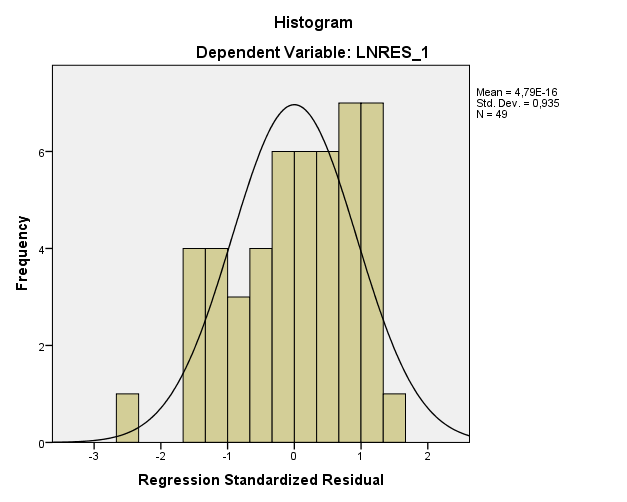 Histogram
Dependent Variable: LNRES_1
Mean = 4,79E-16
Std. Dev. = 0,935
N = 49
Frequency
6
4
2
0
-3 -2 -1 0 1 2
Regression Standardized Residual